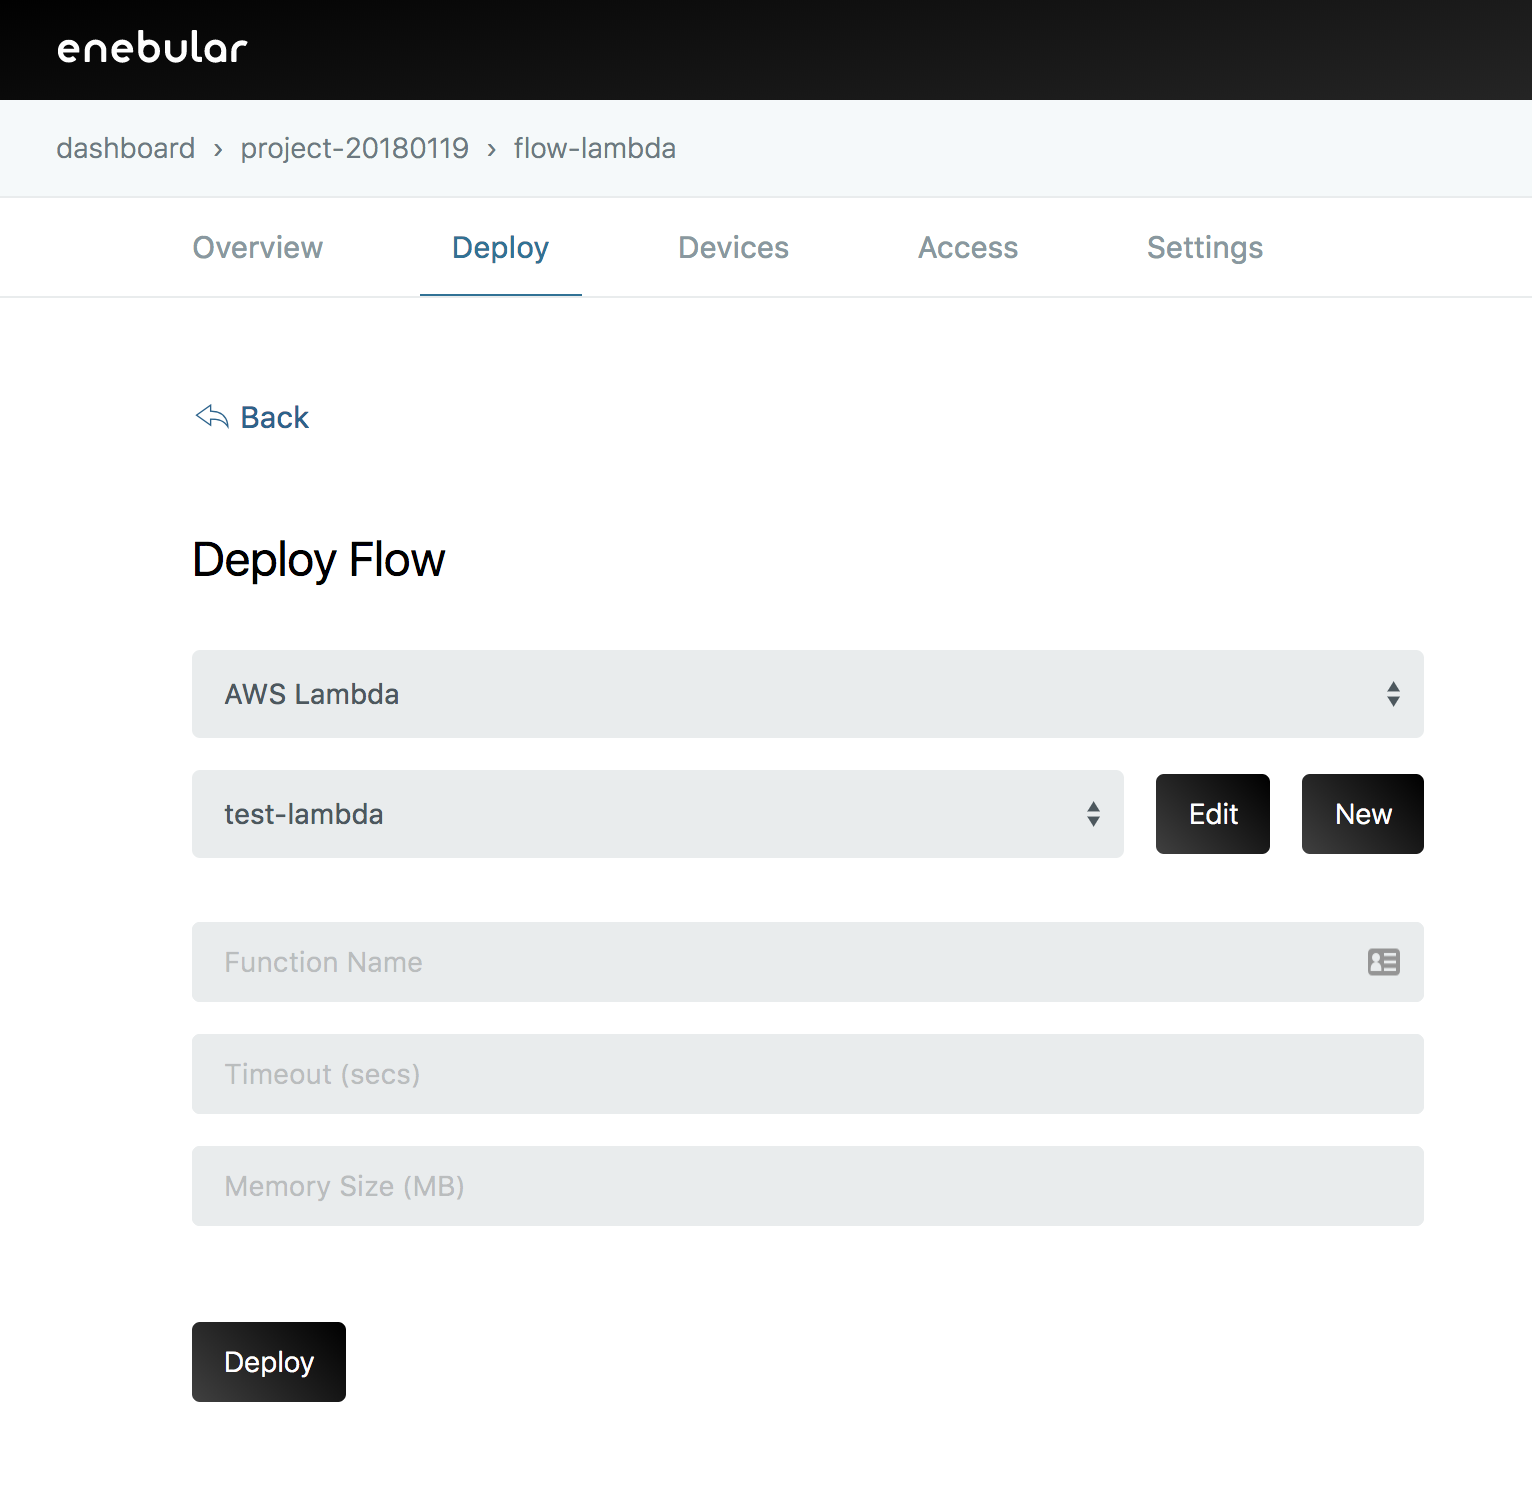 enebular
dashboard › project-20180119 › flow-lambda
Overview Deploy Devices Access Settings
Back
Deploy Flow
AWS Lambda
test-lambda Edit New
Function Name
Timeout (secs)
Memory Size (MB)
Deploy